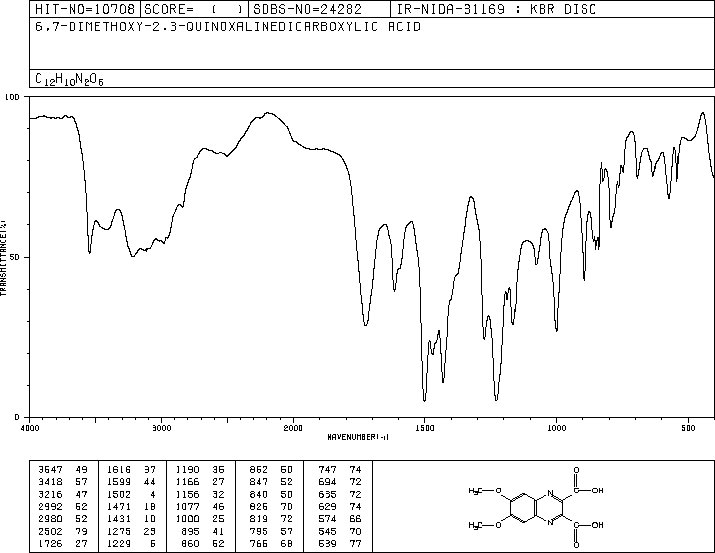 HIT-NO=10708 SCORE= ( ) SDBS-NO=24282 IR-NIDA-31169 : KBR DISC
6,7-DIMETHOXY-2,3-QUINOXALINEDICARBOXYLIC ACID
C12H10N2O6
100
50
0
TRANSMITTANCE(%)
4000 3000 2000 1500 1000 500
WAVENUMBER(-1)
3547 49 1616 37 1190 36 862 50 747 74
3418 57 1599 44 1166 27 847 52 694 72
3216 47 1502 4 1156 32 840 50 635 72
2992 52 1471 18 1077 46 826 70 629 74
2980 52 1431 10 1000 25 819 72 574 66
2502 79 1275 23 895 41 795 57 545 70
1726 27 1229 5 860 52 766 68 539 77
O
H3C O N C OH
H3C O N C OH
O